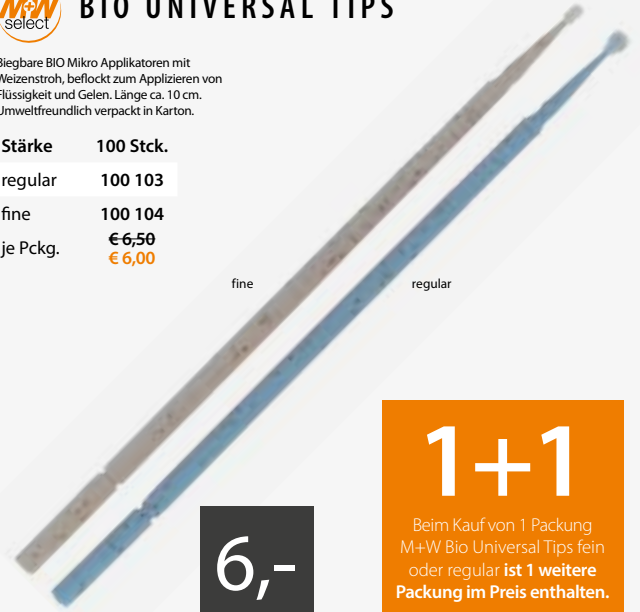 M+W
select
BIO UNIVERSAL TIPS
Biegbare BIO Mikro Applikatoren mit
Weizenstroh, beflockt zum Applizieren von
Flüssigkeit und Gelen. Länge ca. 10 cm.
Umweltfreundlich verpackt in Karton.
Stärke 100 Stck.
regular 100 103
fine 100 104
je Pckg. € 6,50
€ 6,00
fine
regular
6,-
1+1
Beim Kauf von 1 Packung
M+W Bio Universal Tips fein
oder regular ist 1 weitere
Packung im Preis enthalten.